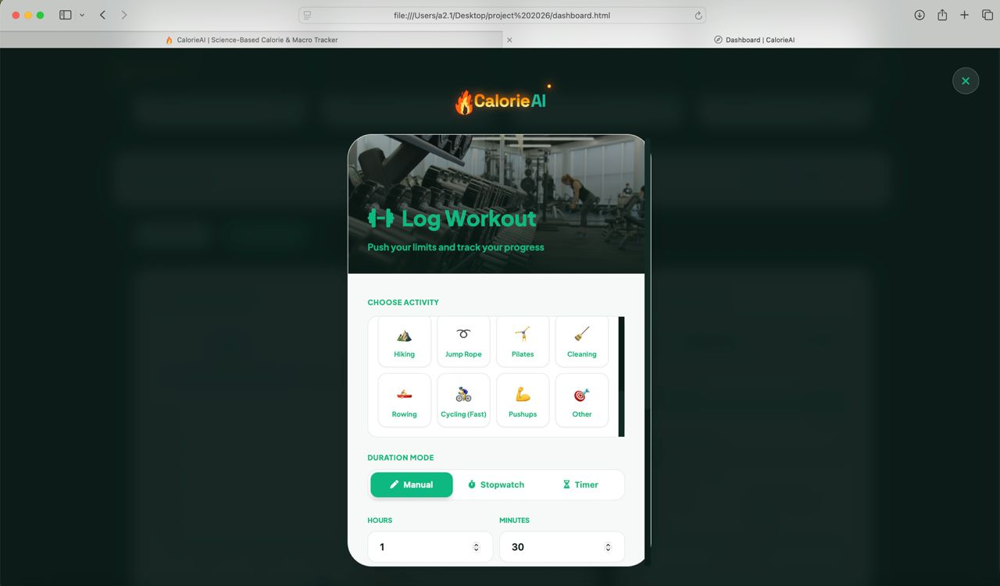 file:///Users/a2.1/Desktop/project%202026/dashboard.html
CalorieAI | Science-Based Calorie & Macro Tracker
Dashboard | CalorieAI
CalorieAI
Log Workout
Push your limits and track your progress
CHOOSE ACTIVITY
Hiking
Jump Rope
Pilates
Cleaning
Rowing
Cycling (Fast)
Pushups
Other
DURATION MODE
Manual
Stopwatch
Timer
HOURS
MINUTES
1
30